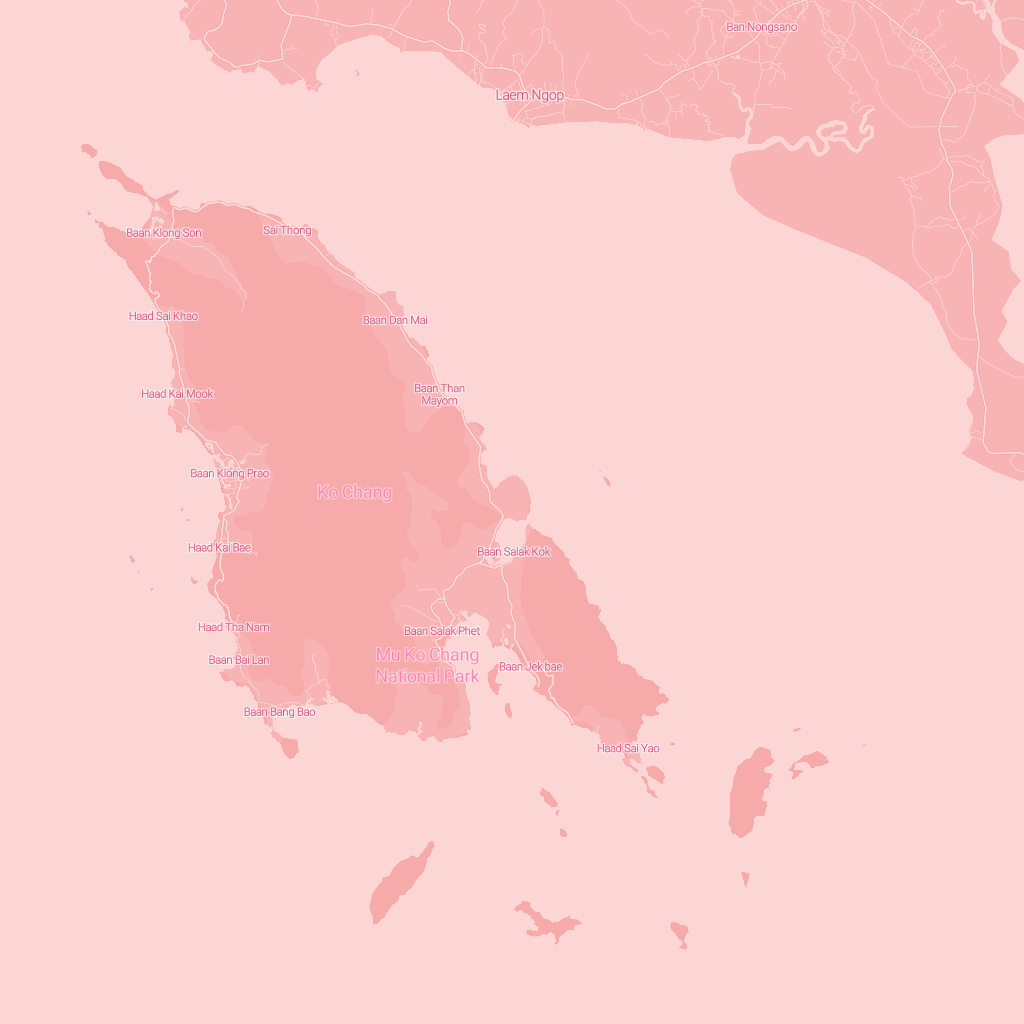 Ban Nongsano
Laem Ngop
Baan Klong Son
Sai Thong
Haad Sai Khao
Baan Dan Mai
Haad Kai Mook
Baan Than
Mayom
Baan Klong Prao
Ko Chang
Haad Kai Bae
Baan Salak Kok
Haad Tha Nam
Baan Salak Phet
Baan Bai Lan
Mu Ko Chang
National Park
Baan Jek bae
Baan Bang Bao
Haad Sai Yao